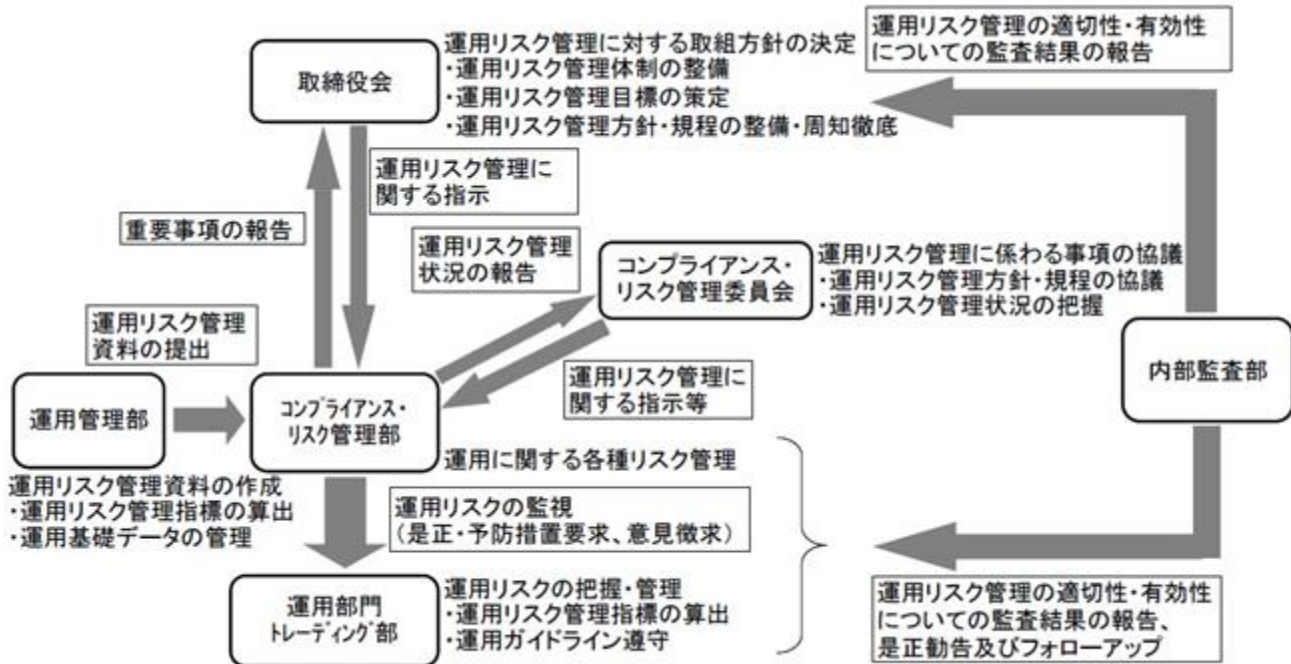 運用リスク管理に対する取組方針の決定
・運用リスク管理体制の整備
・運用リスク管理目標の策定
・運用リスク管理方針・規程の整備・周知徹底
取締役会
運用リスク管理の適切性・有効性
についての監査結果の報告
運用リスク管理に
関する指示
重要事項の報告
運用リスク管理
状況の報告
コンプライアンス・
リスク管理委員会
運用リスク管理に係わる事項の協議
・運用リスク管理方針・規程の協議
・運用リスク管理状況の把握
運用リスク管理
資料の提出
運用リスク管理に
関する指示等
内部監査部
運用管理部
コンプライアンス・
リスク管理部
運用に関する各種リスク管理
運用リスク管理資料の作成
・運用リスク管理指標の算出
・運用基礎データの管理
運用リスクの監視
(是正・予防措置要求、意見徴求)
運用部門
トレーディング部
運用リスクの把握・管理
・運用リスク管理指標の算出
・運用ガイドライン遵守
運用リスク管理の適切性・有効性
についての監査結果の報告、
是正勧告及びフォローアップ